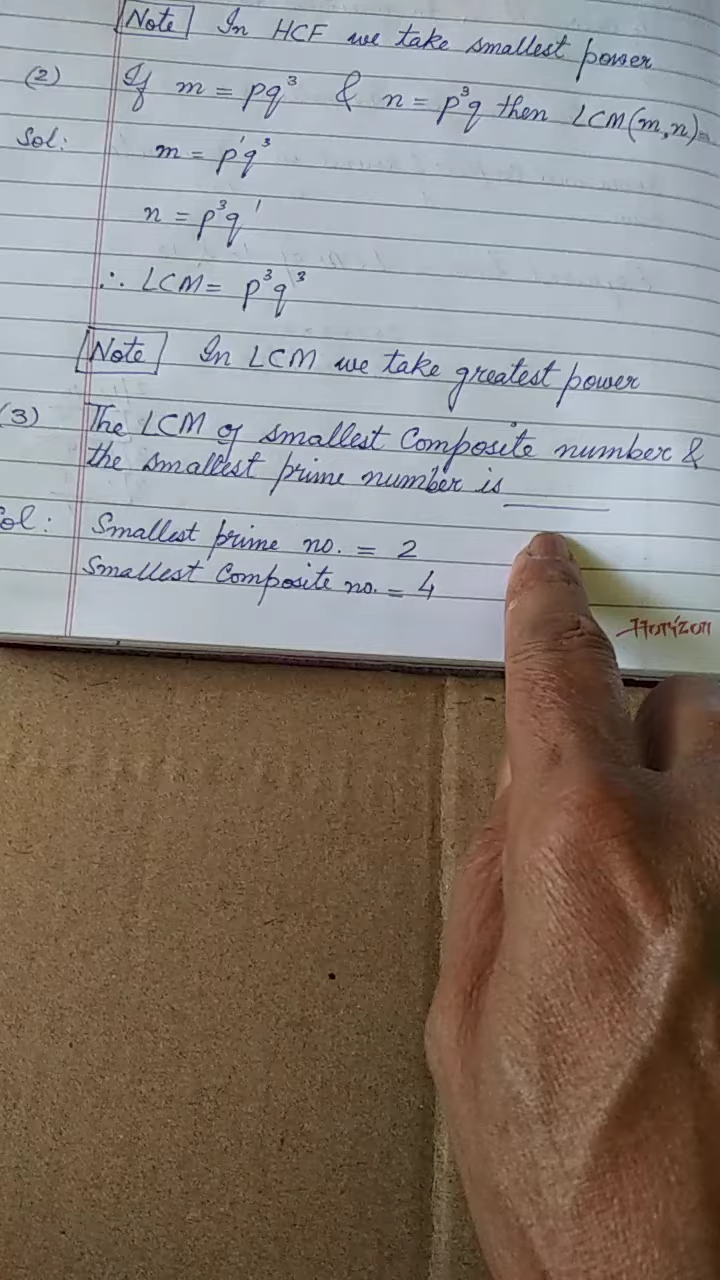 Note In HCF we take smallest power
(2) If m = pq³ & n = p³q then LCM(m,n)=
Sol: m = p¹q³
n = p³q¹
∴ LCM = p³q³
Note In LCM we take greatest power
(3) The LCM of smallest Composite number &
the smallest prime number is ______
Sol: Smallest prime no. = 2
Smallest Composite no. = 4
Horizon